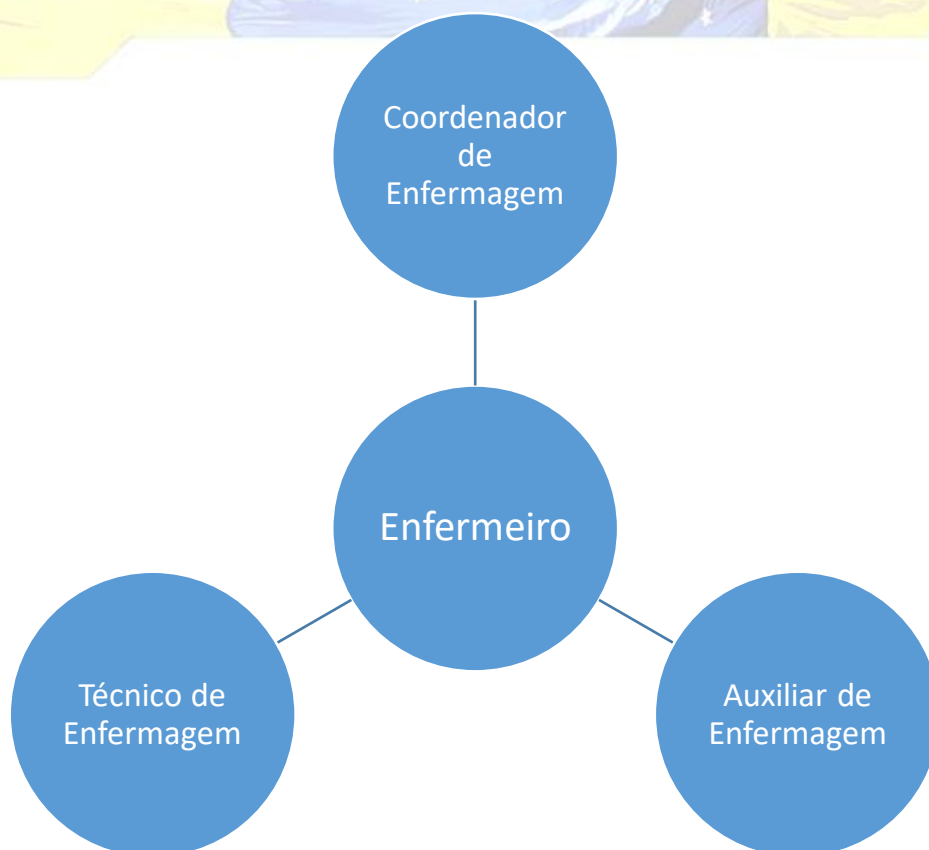 Coordenador
de
Enfermagem
Enfermeiro
Técnico de
Enfermagem
Auxiliar de
Enfermagem